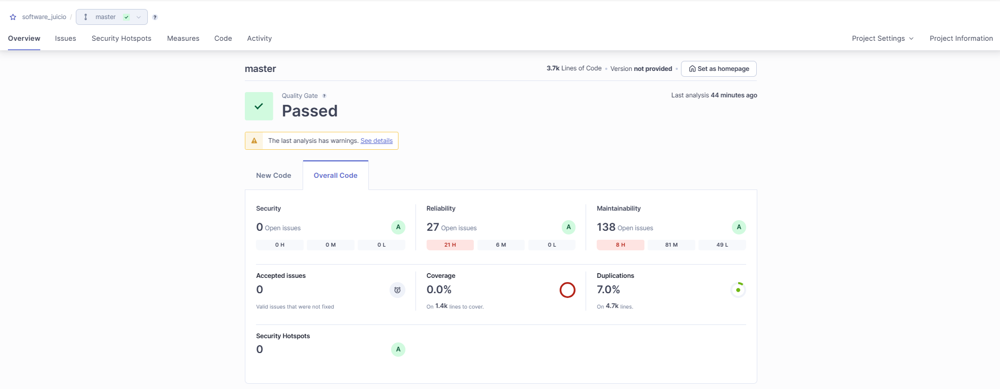 software_juicio / master ?
Overview Issues Security Hotspots Measures Code Activity Project Settings Project Information
master 3.7k Lines of Code • Version not provided • Set as homepage
Quality Gate ? Last analysis 44 minutes ago
Passed
The last analysis has warnings. See details
New Code Overall Code
Security Reliability Maintainability
0 Open issues A 27 Open issues A 138 Open issues A
0 H 0 M 0 L 21 H 6 M 0 L 8 H 81 M 49 L
Accepted issues Coverage Duplications
0 0.0% 7.0%
Valid issues that were not fixed On 1.4k lines to cover. On 4.7k lines.
Security Hotspots
0 A